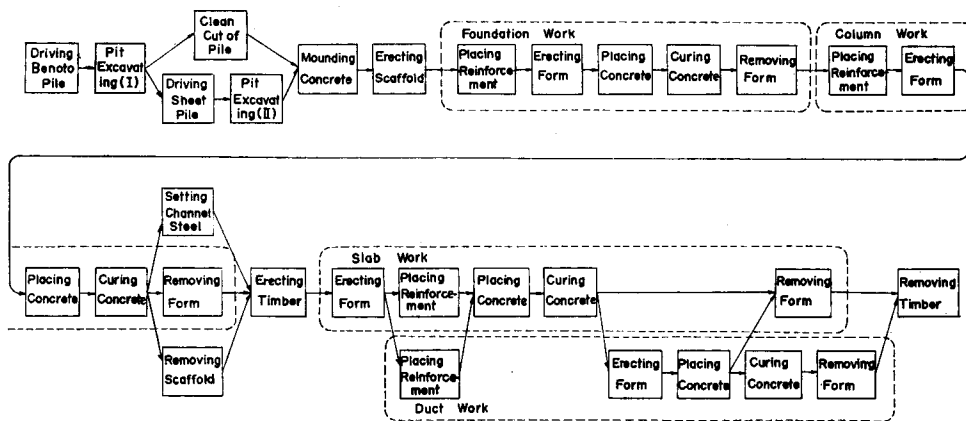 Driving
Benoto
Pile
Pit
Excavat
ing(I)
Clean
Cut of
Pile
Driving
Sheet
Pile
Pit
Excavat
ing(II)
Mounding
Concrete
Erecting
Scaffold
Foundation Work
Placing
Reinforce
ment
Erecting
Form
Placing
Concrete
Curing
Concrete
Removing
Form
Column Work
Placing
Reinforce-
ment
Erecting
Form
Placing
Concrete
Curing
Concrete
Setting
Channel
Steel
Removing
Form
Removing
Scaffold
Erecting
Timber
Slab Work
Erecting
Form
Placing
Reinforce-
ment
Placing
Concrete
Curing
Concrete
Removing
Form
Removing
Timber
Placing
Reinforce-
ment
Duct Work
Erecting
Form
Placing
Concrete
Curing
Concrete
Removing
Form